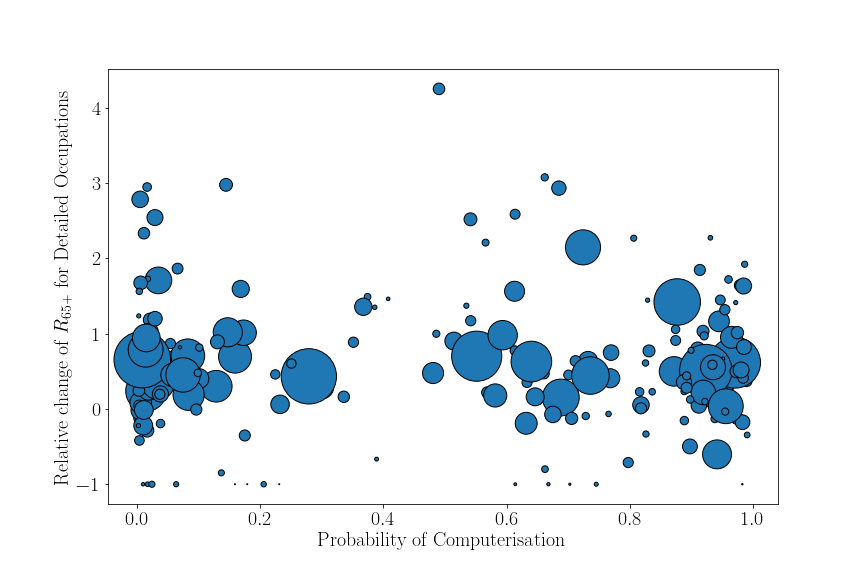 Relative change of R65+ for Detailed Occupations
4
3
2
1
0
−1
0.0 0.2 0.4 0.6 0.8 1.0
Probability of Computerisation